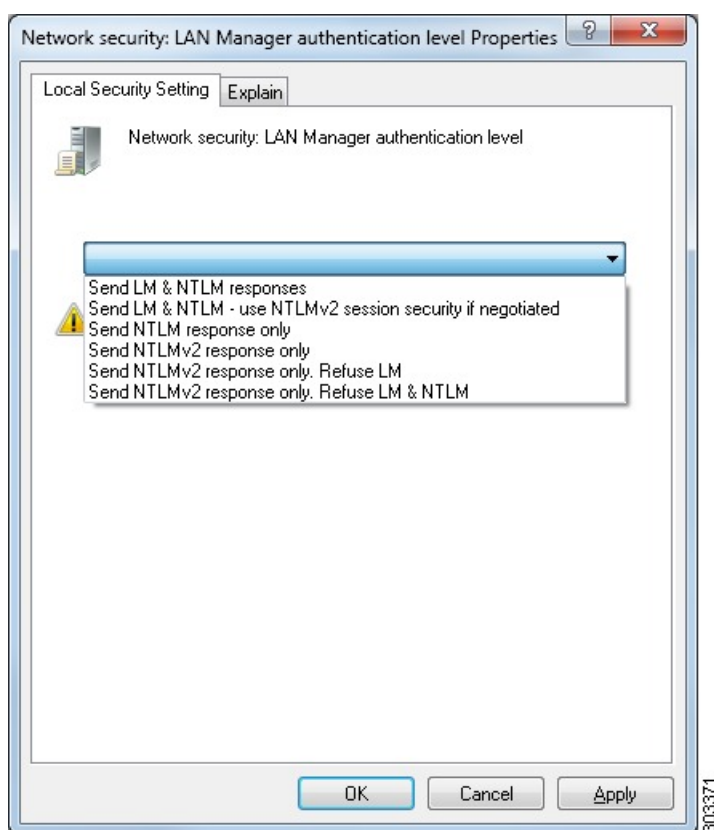 Network security: LAN Manager authentication level Properties
Local Security Setting
Explain
Network security: LAN Manager authentication level
Send LM & NTLM responses
Send LM & NTLM - use NTLMv2 session security if negotiated
Send NTLM response only
Send NTLMv2 response only
Send NTLMv2 response only. Refuse LM
Send NTLMv2 response only. Refuse LM & NTLM
OK
Cancel
Apply
303371